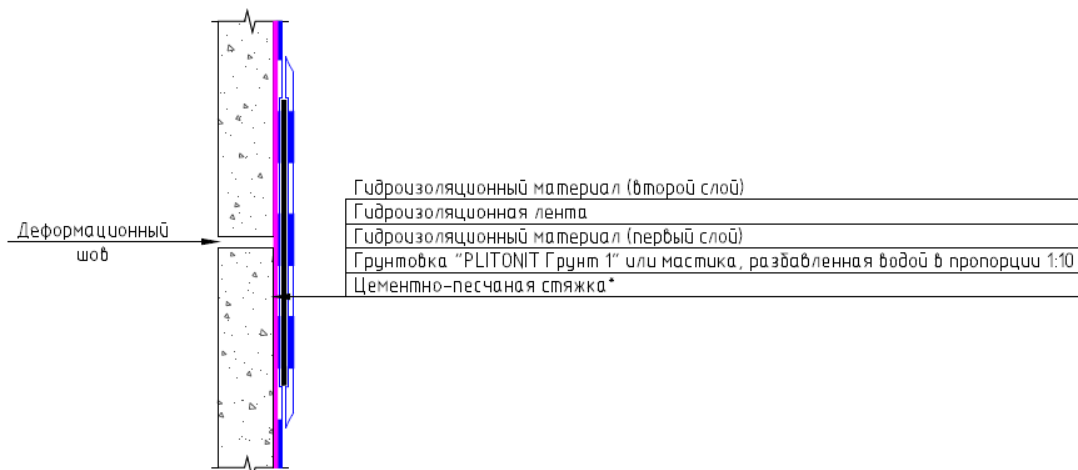 Деформационный
шов
Гидроизоляционный материал (второй слой)
Гидроизоляционная лента
Гидроизоляционный материал (первый слой)
Грунтовка "PLITONIT Грунт 1" или мастика, разбавленная водой в пропорции 1:10
Цементно-песчаная стяжка*